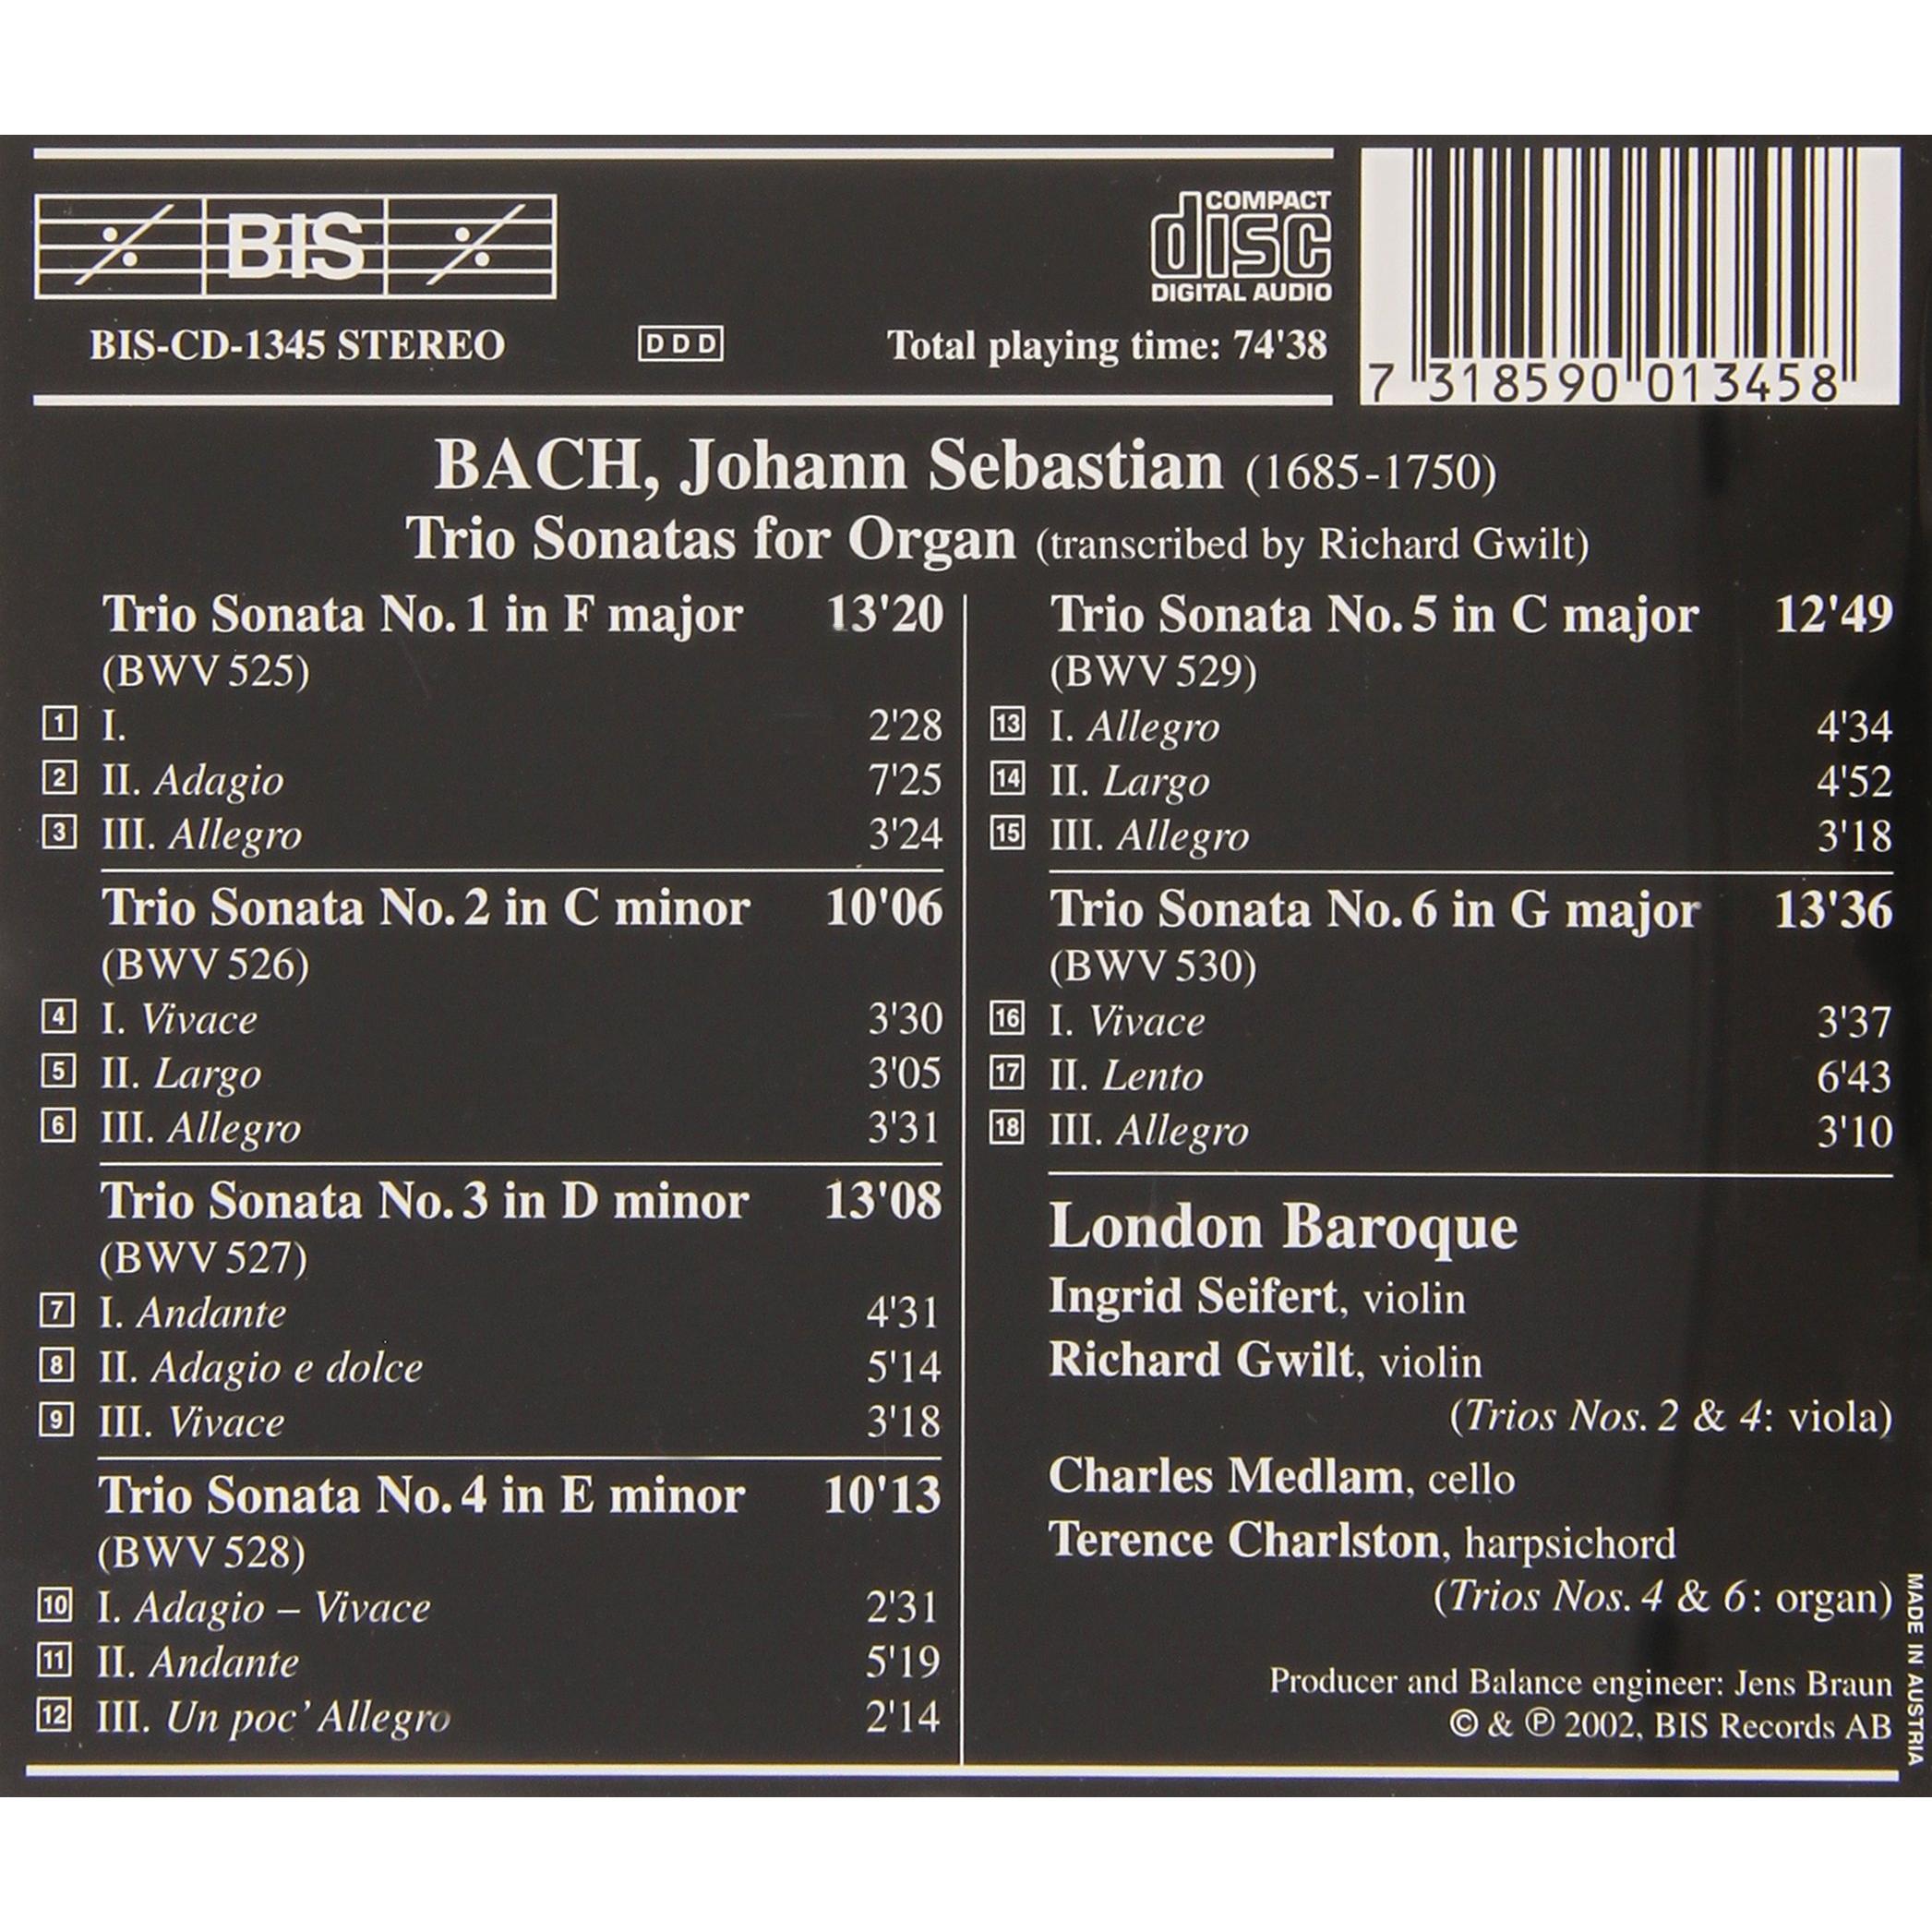 BIS
COMPACT
disc
DIGITAL AUDIO
BIS-CD-1345 STEREO
DDD
Total playing time: 74'38
7 318590 013458
BACH, Johann Sebastian (1685-1750)
Trio Sonatas for Organ (transcribed by Richard Gwilt)
Trio Sonata No. 1 in F major 13'20
(BWV 525)
1 I. 2'28
2 II. Adagio 7'25
3 III. Allegro 3'24
Trio Sonata No. 2 in C minor 10'06
(BWV 526)
4 I. Vivace 3'30
5 II. Largo 3'05
6 III. Allegro 3'31
Trio Sonata No. 3 in D minor 13'08
(BWV 527)
7 I. Andante 4'31
8 II. Adagio e dolce 5'14
9 III. Vivace 3'18
Trio Sonata No. 4 in E minor 10'13
(BWV 528)
10 I. Adagio – Vivace 2'31
11 II. Andante 5'19
12 III. Un poc' Allegro 2'14
Trio Sonata No. 5 in C major 12'49
(BWV 529)
13 I. Allegro 4'34
14 II. Largo 4'52
15 III. Allegro 3'18
Trio Sonata No. 6 in G major 13'36
(BWV 530)
16 I. Vivace 3'37
17 II. Lento 6'43
18 III. Allegro 3'10
London Baroque
Ingrid Seifert, violin
Richard Gwilt, violin
(Trios Nos. 2 & 4: viola)
Charles Medlam, cello
Terence Charlston, harpsichord
(Trios Nos. 4 & 6: organ)
Producer and Balance engineer: Jens Braun
© & ℗ 2002, BIS Records AB
MADE IN AUSTRIA